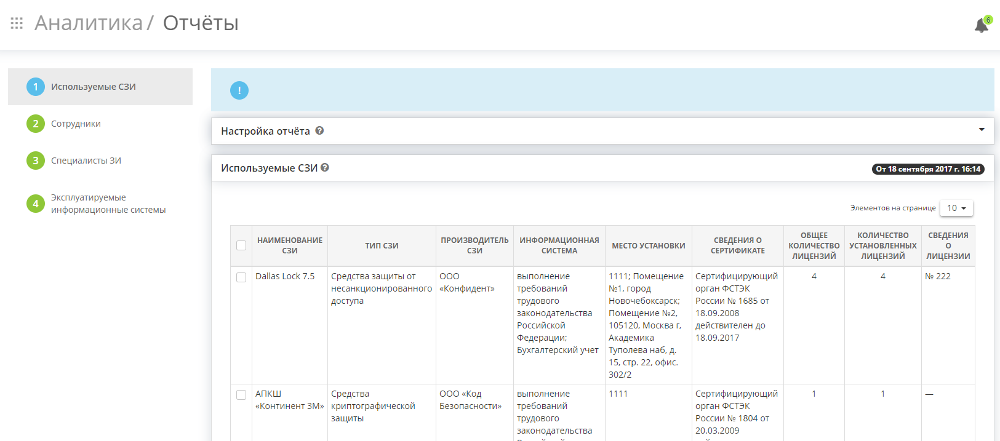 Аналитика / Отчёты
6
1 Используемые СЗИ
2 Сотрудники
3 Специалисты ЗИ
4 Эксплуатируемые
информационные системы
!
Настройка отчёта ?
Используемые СЗИ ?
От 18 сентября 2017 г. 16:14
Элементов на странице 10
НАИМЕНОВАНИЕ
СЗИ
ТИП СЗИ
ПРОИЗВОДИТЕЛЬ
СЗИ
ИНФОРМАЦИОННАЯ
СИСТЕМА
МЕСТО УСТАНОВКИ
СВЕДЕНИЯ О
СЕРТИФИКАТЕ
ОБЩЕЕ
КОЛИЧЕСТВО
ЛИЦЕНЗИЙ
КОЛИЧЕСТВО
УСТАНОВЛЕННЫХ
ЛИЦЕНЗИЙ
СВЕДЕНИЯ
О
ЛИЦЕНЗИИ
Dallas Lock 7.5
Средства защиты от
несанкционированного
доступа
ООО
«Конфидент»
выполнение
требований
трудового
законодательства
Российской
Федерации;
Бухгалтерский учет
1111; Помещение
№1, город
Новочебоксарск;
Помещение №2,
105120, Москва г,
Академика
Туполева наб, д.
15, стр. 22, офис.
302/2
Сертифицирующий
орган ФСТЭК
России № 1685 от
18.09.2008
действителен до
18.09.2017
4
4
№ 222
АПКШ
«Континент 3М»
Средства
криптографической
защиты
ООО «Код
Безопасности»
выполнение
требований
трудового
законодательства
1111
Сертифицирующий
орган ФСТЭК
России № 1804 от
20.03.2009
1
1
—